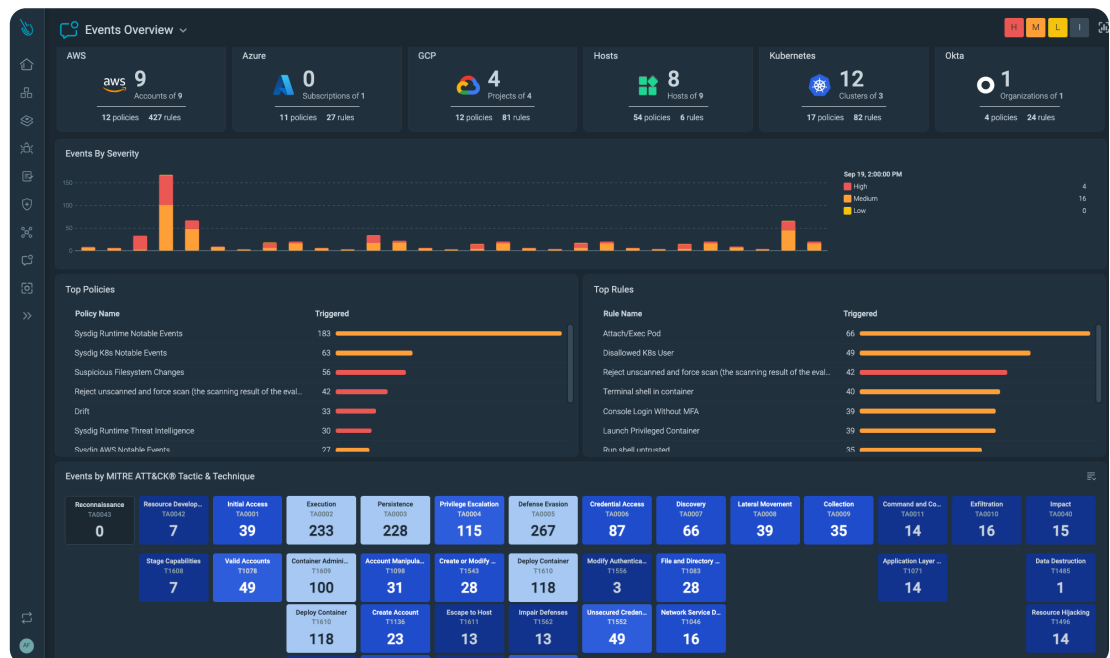 Events Overview
H M L I
AWS
aws 9
Accounts of 9
12 policies 427 rules
Azure
0
Subscriptions of 1
11 policies 27 rules
GCP
4
Projects of 4
12 policies 81 rules
Hosts
8
Hosts of 9
54 policies 6 rules
Kubernetes
12
Clusters of 3
17 policies 82 rules
Okta
1
Organizations of 1
4 policies 24 rules
Events By Severity
150
100
50
0
Sep 19, 2:00:00 PM
High 4
Medium 16
Low 0
Top Policies
Policy Name Triggered
Sysdig Runtime Notable Events 183
Sysdig K8s Notable Events 63
Suspicious Filesystem Changes 56
Reject unscanned and force scan (the scanning result of the eval... 42
Drift 33
Sysdig Runtime Threat Intelligence 30
Sysdig AWS Notable Events 27
Top Rules
Rule Name Triggered
Attach/Exec Pod 66
Disallowed K8s User 49
Reject unscanned and force scan (the scanning result of the eval... 42
Terminal shell in container 40
Console Login Without MFA 39
Launch Privileged Container 39
Run shell untrusted 35
Events by MITRE ATT&CK® Tactic & Technique
Reconnaissance
TA0043
0
Resource Develop...
TA0042
7
Initial Access
TA0001
39
Execution
TA0002
233
Persistence
TA0003
228
Privilege Escalation
TA0004
115
Defense Evasion
TA0005
267
Credential Access
TA0006
87
Discovery
TA0007
66
Lateral Movement
TA0008
39
Collection
TA0009
35
Command and Co...
TA0011
14
Exfiltration
TA0010
16
Impact
TA0040
15
Stage Capabilities
T1608
7
Valid Accounts
T1078
49
Container Admini...
T1609
100
Account Manipula...
T1098
31
Create or Modify ...
T1543
28
Deploy Container
T1610
118
Modify Authentica...
T1556
3
File and Directory ...
T1083
28
Application Layer ...
T1071
14
Data Destruction
T1485
1
Deploy Container
T1610
118
Create Account
T1136
23
Escape to Host
T1611
13
Impair Defenses
T1562
13
Unsecured Creden...
T1552
49
Network Service D...
T1046
16
Resource Hijacking
T1496
14
AF